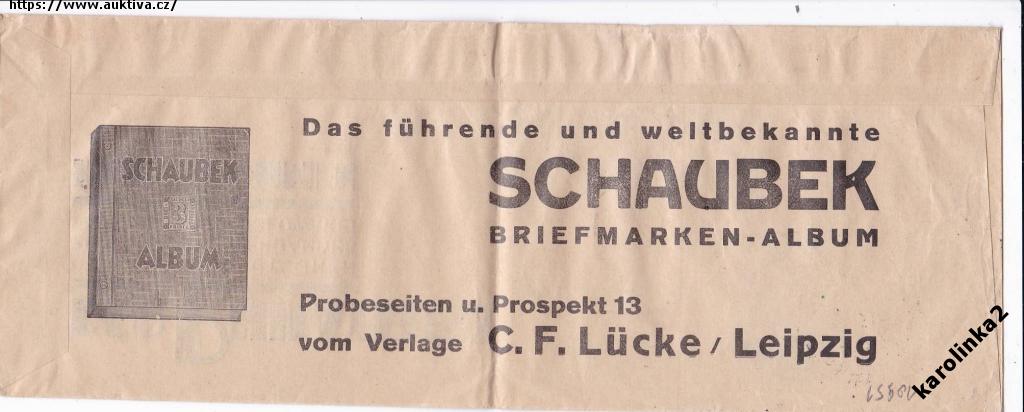 https://www.auktiva.cz/
Das führende und weltbekannte
SCHAUBEK
BRIEFMARKEN-ALBUM
SCHAUBEK
ALBUM
Probeseiten u. Prospekt 13
vom Verlage C. F. Lücke / Leipzig
karolinka2